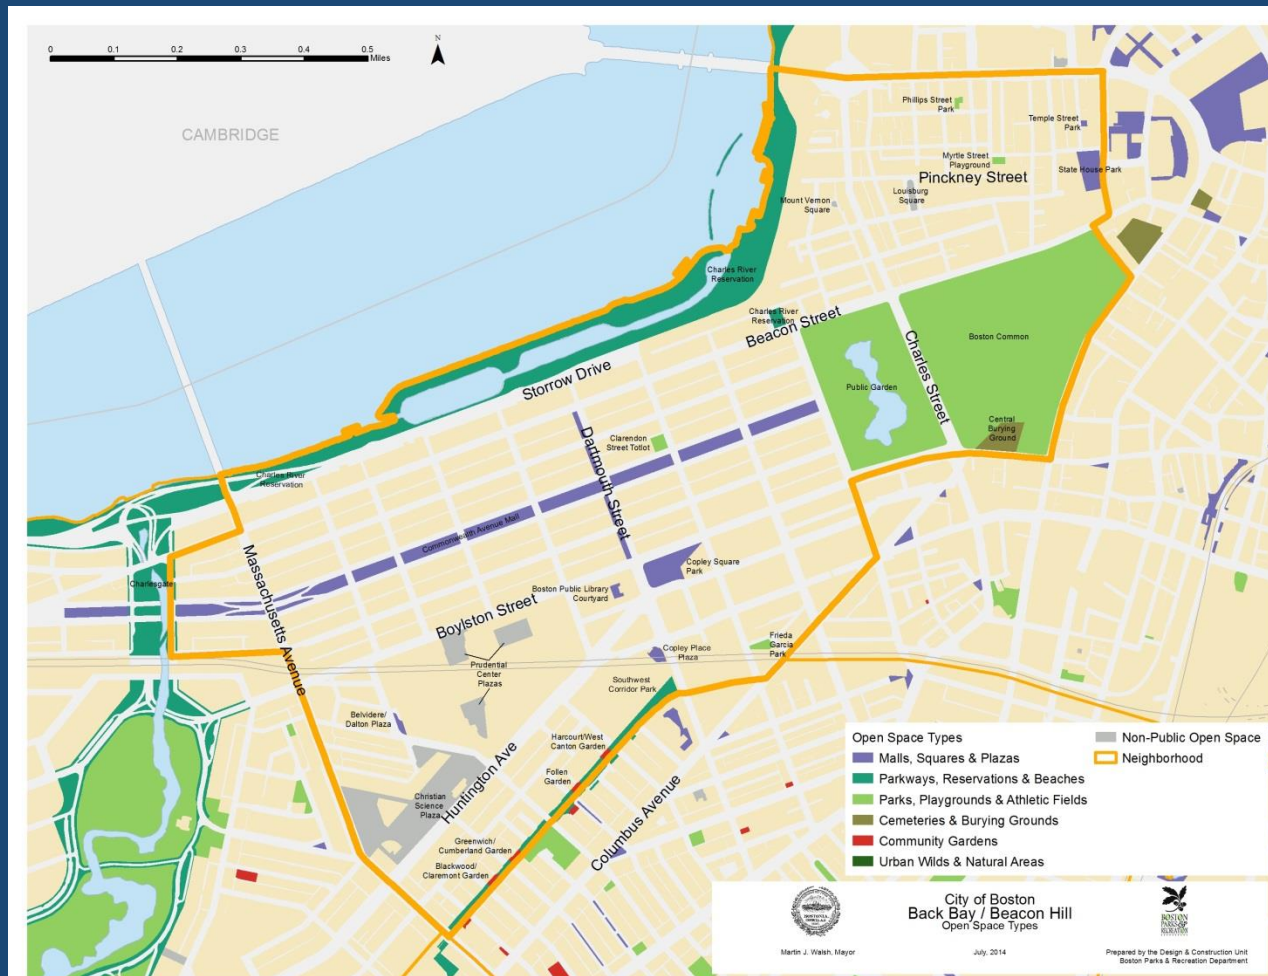 0 0.1 0.2 0.3 0.4 0.5
Miles
N
CAMBRIDGE
Phillips Street
Park
Temple Street
Park
Myrtle Street
Playground
State House Park
Pinckney Street
Louisburg
Square
Mount Vernon
Square
Charles River
Reservation
Charles River
Reservation
Beacon Street
Boston Common
Charles Street
Public Garden
Storrow Drive
Central
Burying
Ground
Clarendon
Street Totlot
Dartmouth Street
Charles River
Reservation
Commonwealth Avenue Mall
Copley Square
Park
Charlesgate
Massachusetts Avenue
Boston Public Library
Courtyard
Boylston Street
Frieda
Garcia
Park
Copley Place
Plaza
Prudential
Center
Plazas
Southwest
Corridor Park
Belvidere/
Dalton Plaza
Harcourt/West
Canton Garden
Huntington Ave
Follen
Garden
Christian
Science
Plaza
Columbus Avenue
Greenwich/
Cumberland Garden
Blackwood/
Claremont Garden
Open Space Types
Malls, Squares & Plazas
Parkways, Reservations & Beaches
Parks, Playgrounds & Athletic Fields
Cemeteries & Burying Grounds
Community Gardens
Urban Wilds & Natural Areas
Non-Public Open Space
Neighborhood
City of Boston
Back Bay / Beacon Hill
Open Space Types
BOSTON
PARKS&
RECREATION
Martin J. Walsh, Mayor
July, 2014
Prepared by the Design & Construction Unit
Boston Parks & Recreation Department